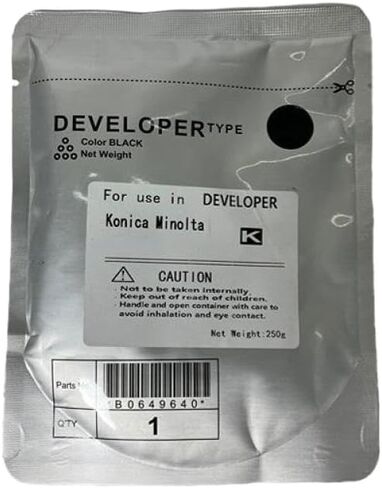 DEVELOPER TYPE
Color BLACK
Net Weight
For use in DEVELOPER
Konica Minolta
K
CAUTION
. Not to be taken internally
. Keep out of reach of children.
. Handle and open container with care to
avoid inhalation and eye contact.
Net Weight:250g
Parts
*B0649640*
Q'TY 1